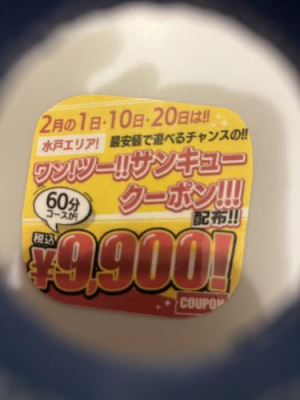 2月の1日・10日・20日は!!
水戸エリア!
最安値で遊べるチャンスの!!
ワン!ツー!!サンキュー
クーポン!!!
配布!!
60分
コースが!
税込
¥9,900!
COUPON